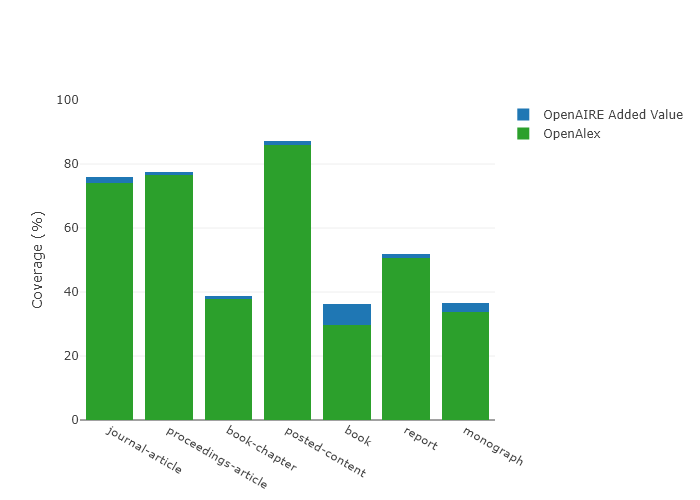 100
80
60
40
20
0
Coverage (%)
journal-article
proceedings-article
book-chapter
posted-content
book
report
monograph
OpenAIRE Added Value
OpenAlex